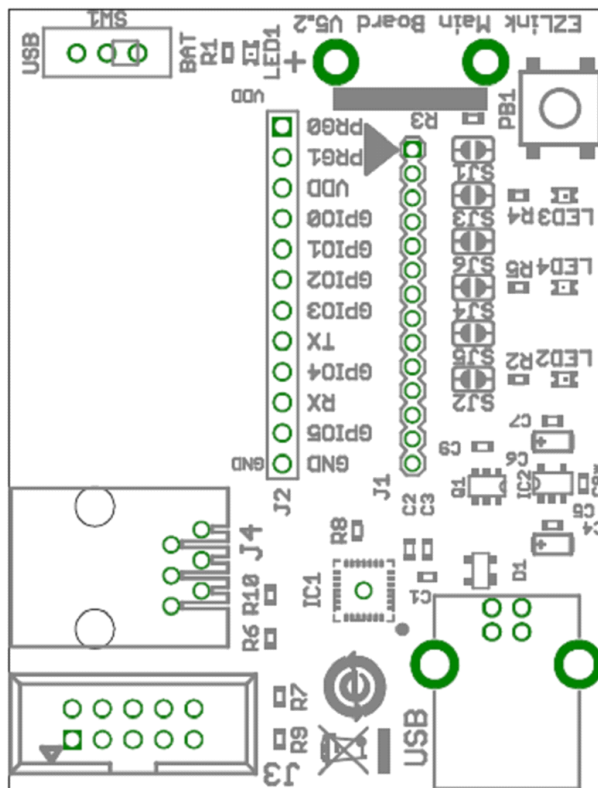 SW1
EZLink Main Board V5.2
USB
BAT
R1
LED1
+
VDD
PRG0
PRG1
VDD
GPIO0
GPIO1
GPIO2
GPIO3
TX
GPIO4
RX
GPIO5
GND
GND
J2
J1
R3
PB1
SJ1
SJ3
R4
LED3
SJ6
R5
LED4
SJ4
SJ5
R2
LED2
SJ2
C7
C9
C6
Q1
IC2
C5
C4
C2
C3
R8
J4
IC1
R10
C1
D1
R6
R7
R9
J3
USB